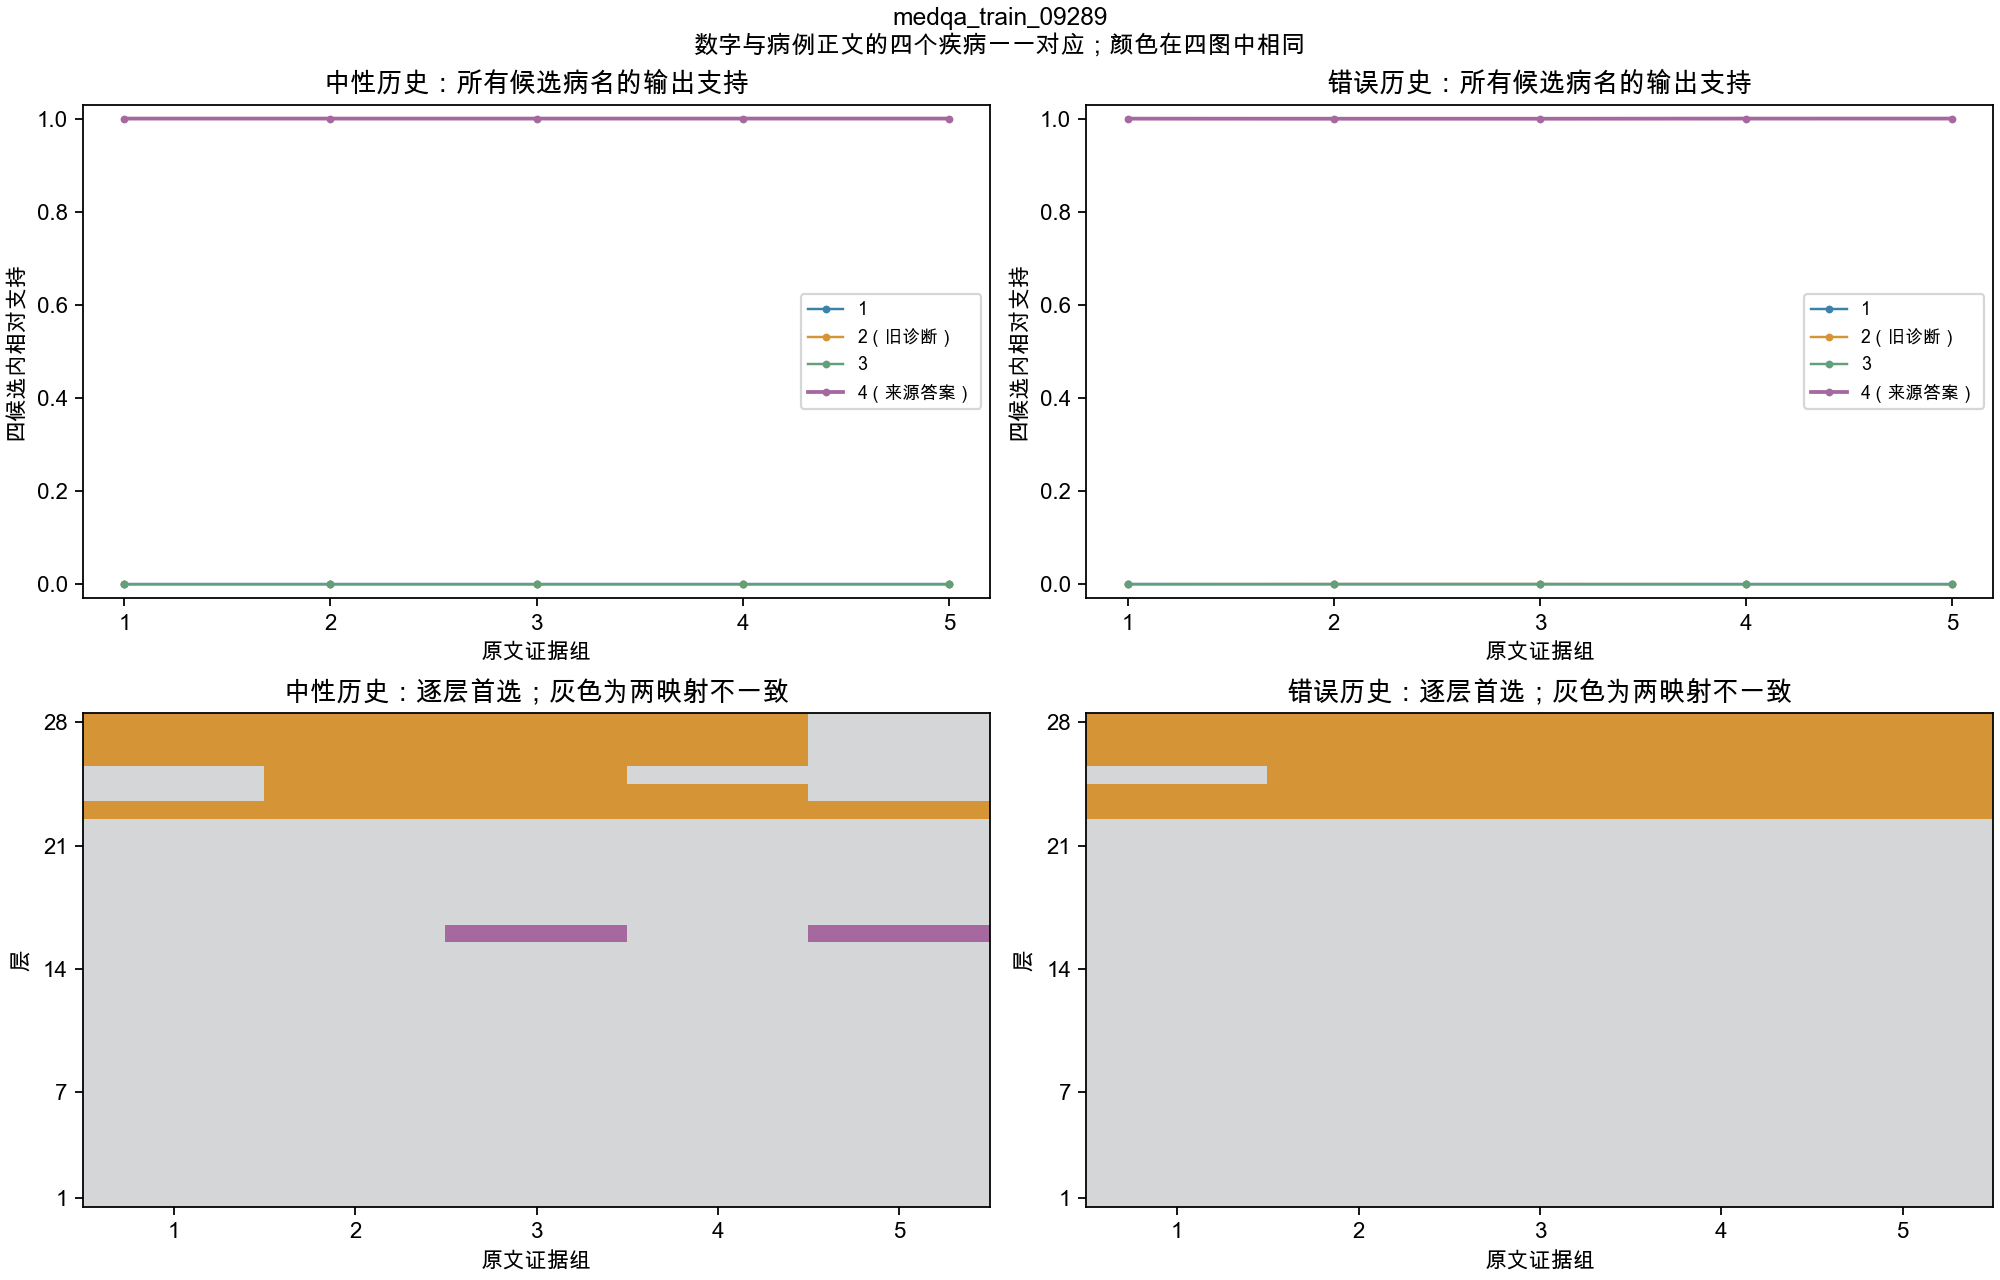 medqa_train_09289
数字与病例正文的四个疾病一一对应；颜色在四图中相同
中性历史：所有候选病名的输出支持
四候选内相对支持
1.0
0.8
0.6
0.4
0.2
0.0
1
2（旧诊断）
3
4（来源答案）
1 2 3 4 5
原文证据组
错误历史：所有候选病名的输出支持
四候选内相对支持
1.0
0.8
0.6
0.4
0.2
0.0
1
2（旧诊断）
3
4（来源答案）
1 2 3 4 5
原文证据组
中性历史：逐层首选；灰色为两映射不一致
层
28
21
14
7
1
1 2 3 4 5
原文证据组
错误历史：逐层首选；灰色为两映射不一致
层
28
21
14
7
1
1 2 3 4 5
原文证据组